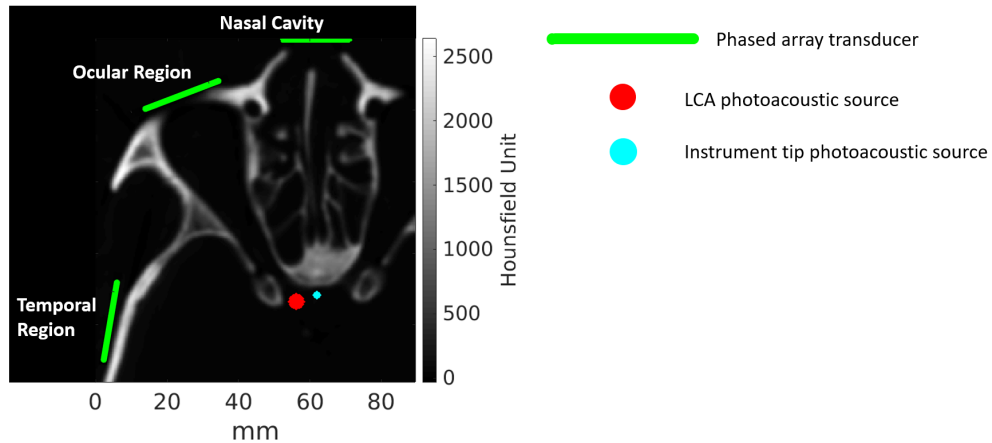 Nasal Cavity
Ocular Region
Temporal
Region
0
20
40
60
80
mm
2500
2000
1500
1000
500
0
Hounsfield Unit
Phased array transducer
LCA photoacoustic source
Instrument tip photoacoustic source